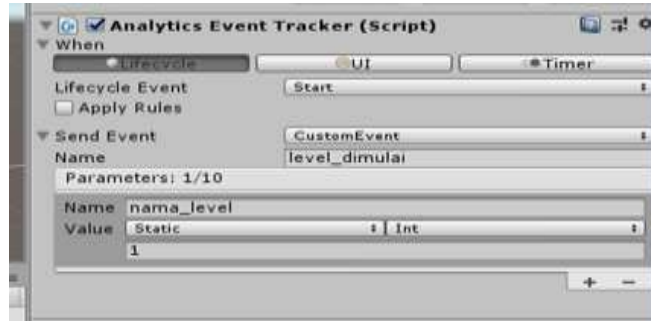 Analytics Event Tracker (Script)
When
Lifecycle UI Timer
Lifecycle Event Start
Apply Rules
Send Event CustomEvent
Name level_dimulai
Parameters: 1/10
Name nama_level
Value Static Int
1
+ −